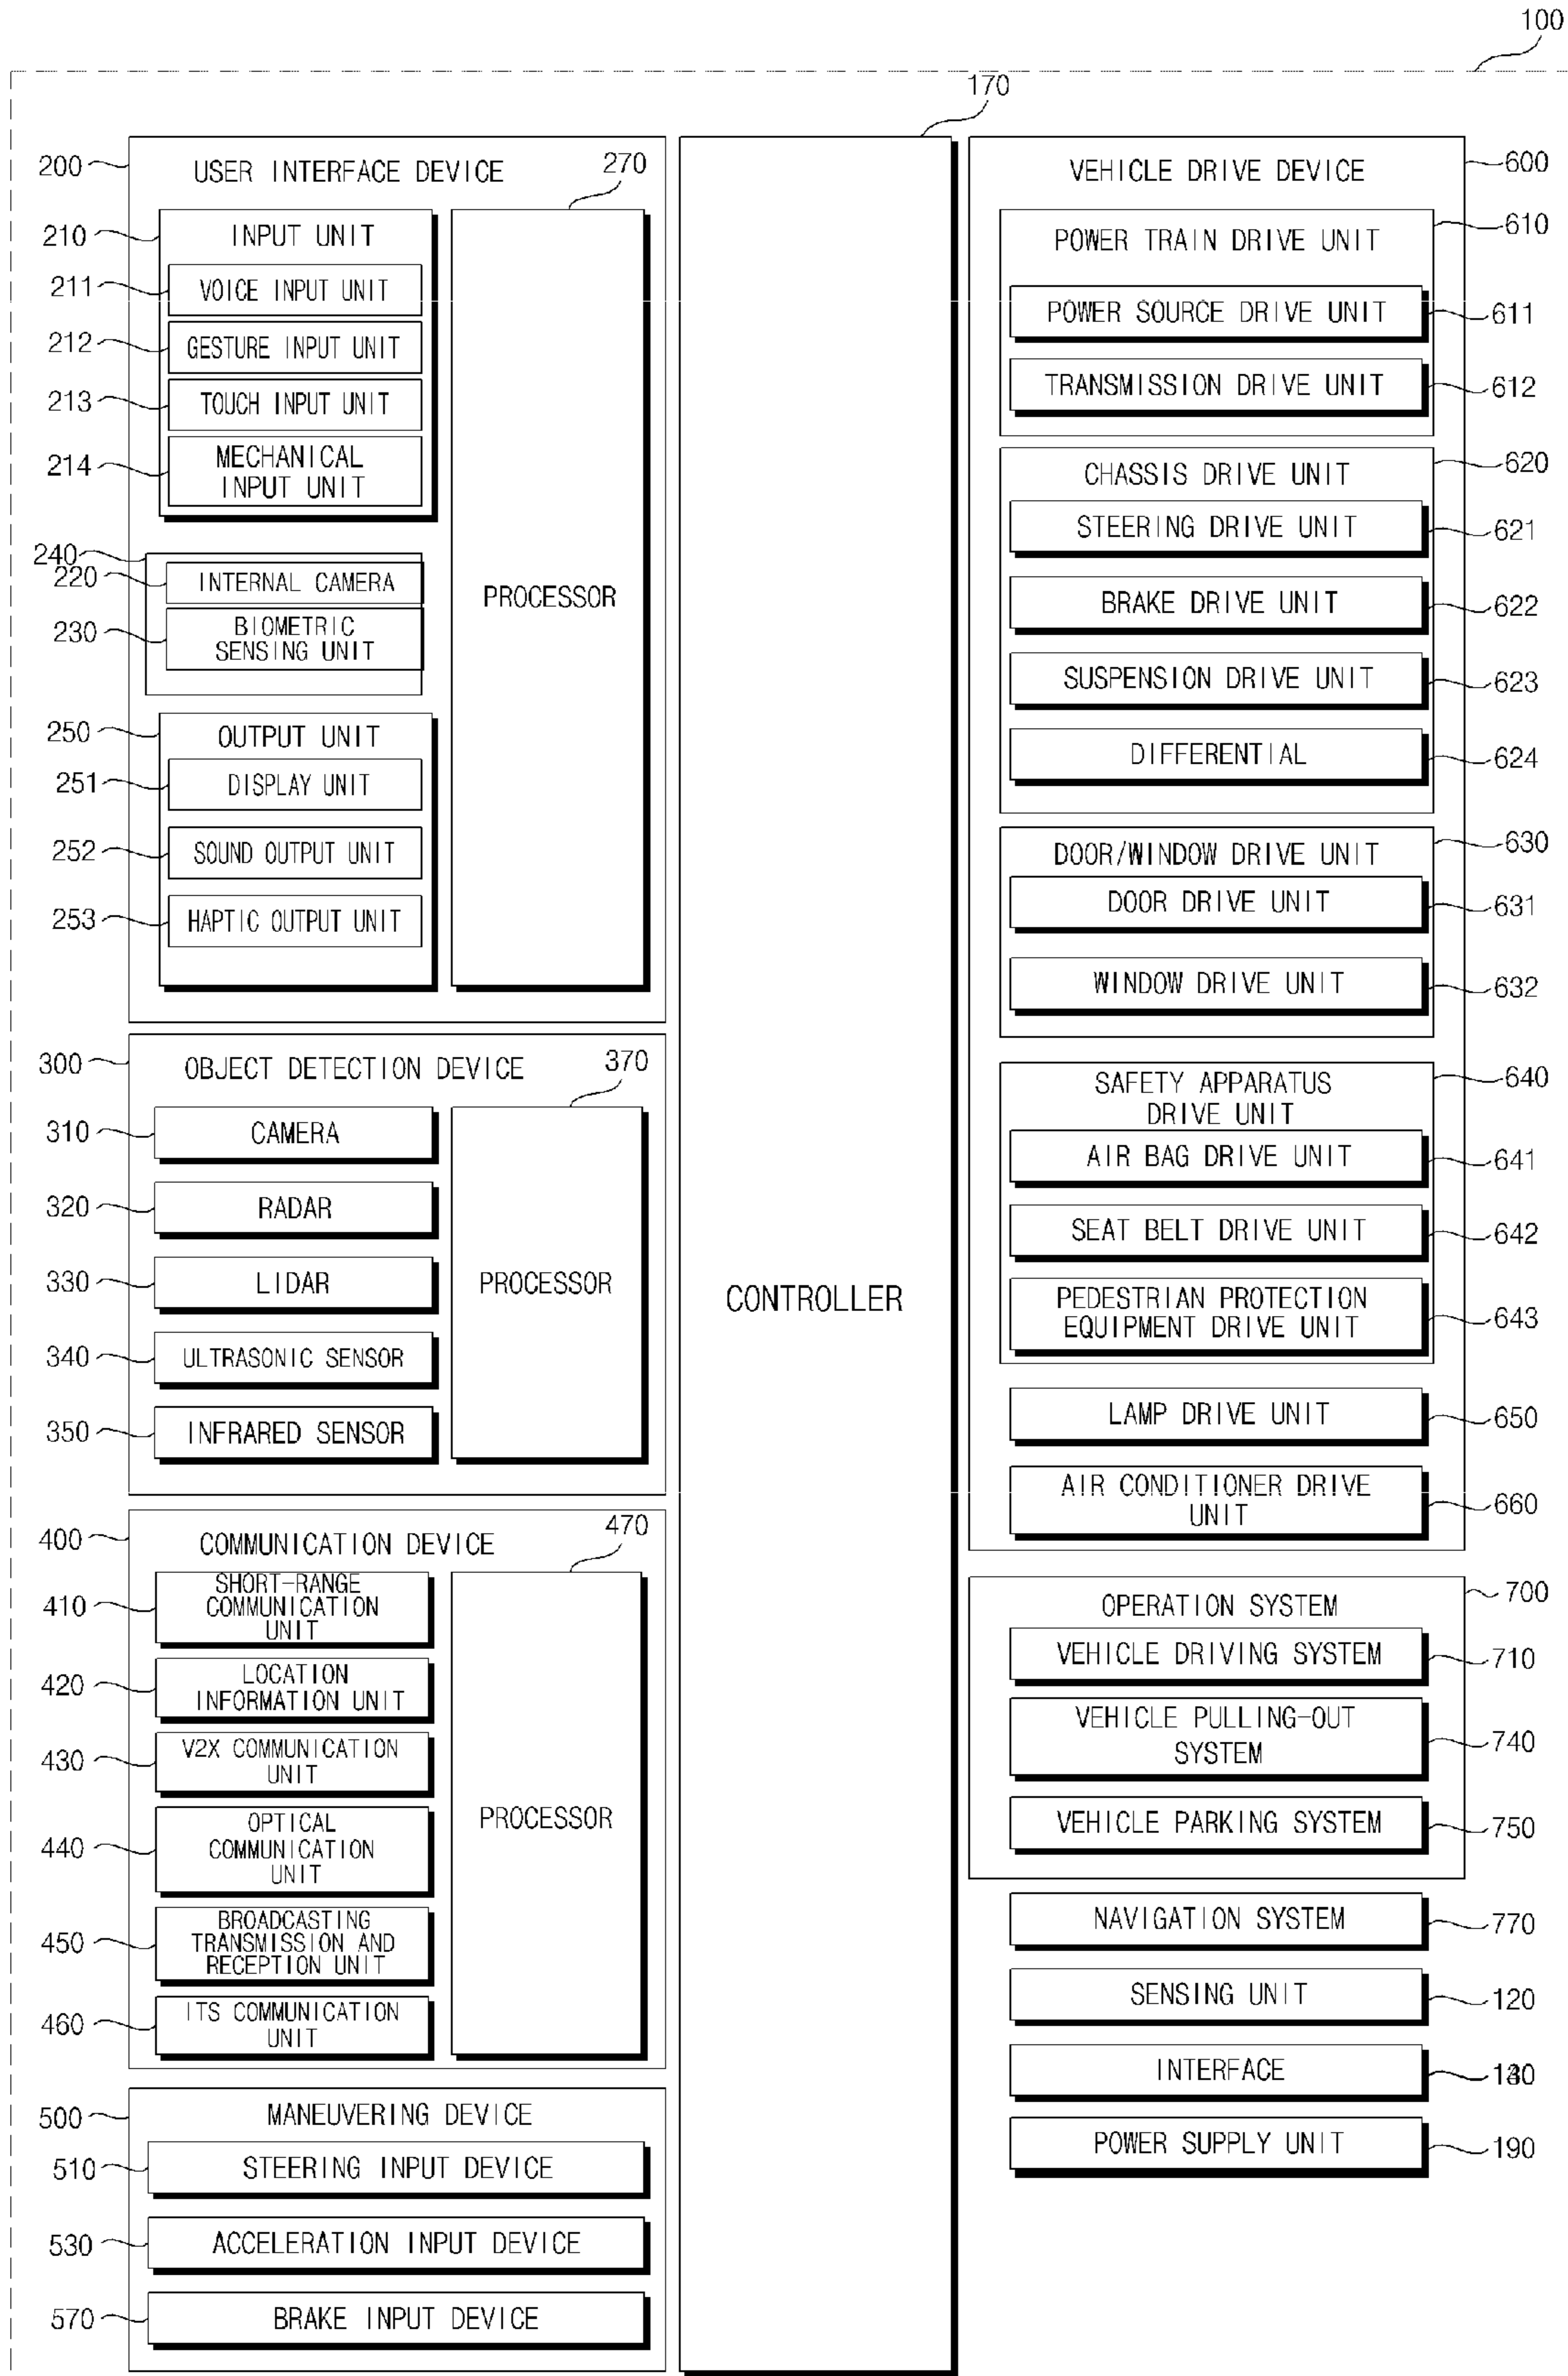 100
170
200
USER INTERFACE DEVICE
270
210
INPUT UNIT
211
VOICE INPUT UNIT
212
GESTURE INPUT UNIT
213
TOUCH INPUT UNIT
214
MECHANICAL
INPUT UNIT
240
220
INTERNAL CAMERA
230
BIOMETRIC
SENSING UNIT
PROCESSOR
250
OUTPUT UNIT
251
DISPLAY UNIT
252
SOUND OUTPUT UNIT
253
HAPTIC OUTPUT UNIT
300
OBJECT DETECTION DEVICE
370
310
CAMERA
320
RADAR
330
LIDAR
340
ULTRASONIC SENSOR
350
INFRARED SENSOR
PROCESSOR
400
COMMUNICATION DEVICE
470
410
SHORT-RANGE
COMMUNICATION
UNIT
420
LOCATION
INFORMATION UNIT
430
V2X COMMUNICATION
UNIT
440
OPTICAL
COMMUNICATION
UNIT
450
BROADCASTING
TRANSMISSION AND
RECEPTION UNIT
460
ITS COMMUNICATION
UNIT
PROCESSOR
500
MANEUVERING DEVICE
510
STEERING INPUT DEVICE
530
ACCELERATION INPUT DEVICE
570
BRAKE INPUT DEVICE
CONTROLLER
VEHICLE DRIVE DEVICE
600
POWER TRAIN DRIVE UNIT
610
POWER SOURCE DRIVE UNIT
611
TRANSMISSION DRIVE UNIT
612
CHASSIS DRIVE UNIT
620
STEERING DRIVE UNIT
621
BRAKE DRIVE UNIT
622
SUSPENSION DRIVE UNIT
623
DIFFERENTIAL
624
DOOR/WINDOW DRIVE UNIT
630
DOOR DRIVE UNIT
631
WINDOW DRIVE UNIT
632
SAFETY APPARATUS
DRIVE UNIT
640
AIR BAG DRIVE UNIT
641
SEAT BELT DRIVE UNIT
642
PEDESTRIAN PROTECTION
EQUIPMENT DRIVE UNIT
643
LAMP DRIVE UNIT
650
AIR CONDITIONER DRIVE
UNIT
660
OPERATION SYSTEM
700
VEHICLE DRIVING SYSTEM
710
VEHICLE PULLING-OUT
SYSTEM
740
VEHICLE PARKING SYSTEM
750
NAVIGATION SYSTEM
770
SENSING UNIT
120
INTERFACE
POWER SUPPLY UNIT
190